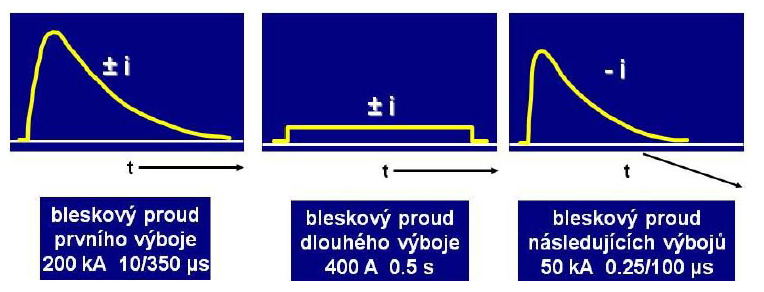 ± i
± i
- i
t
t
t
bleskový proud
prvního výboje
200 kA 10/350 µs
bleskový proud
dlouhého výboje
400 A 0.5 s
bleskový proud
následujících výbojů
50 kA 0.25/100 µs